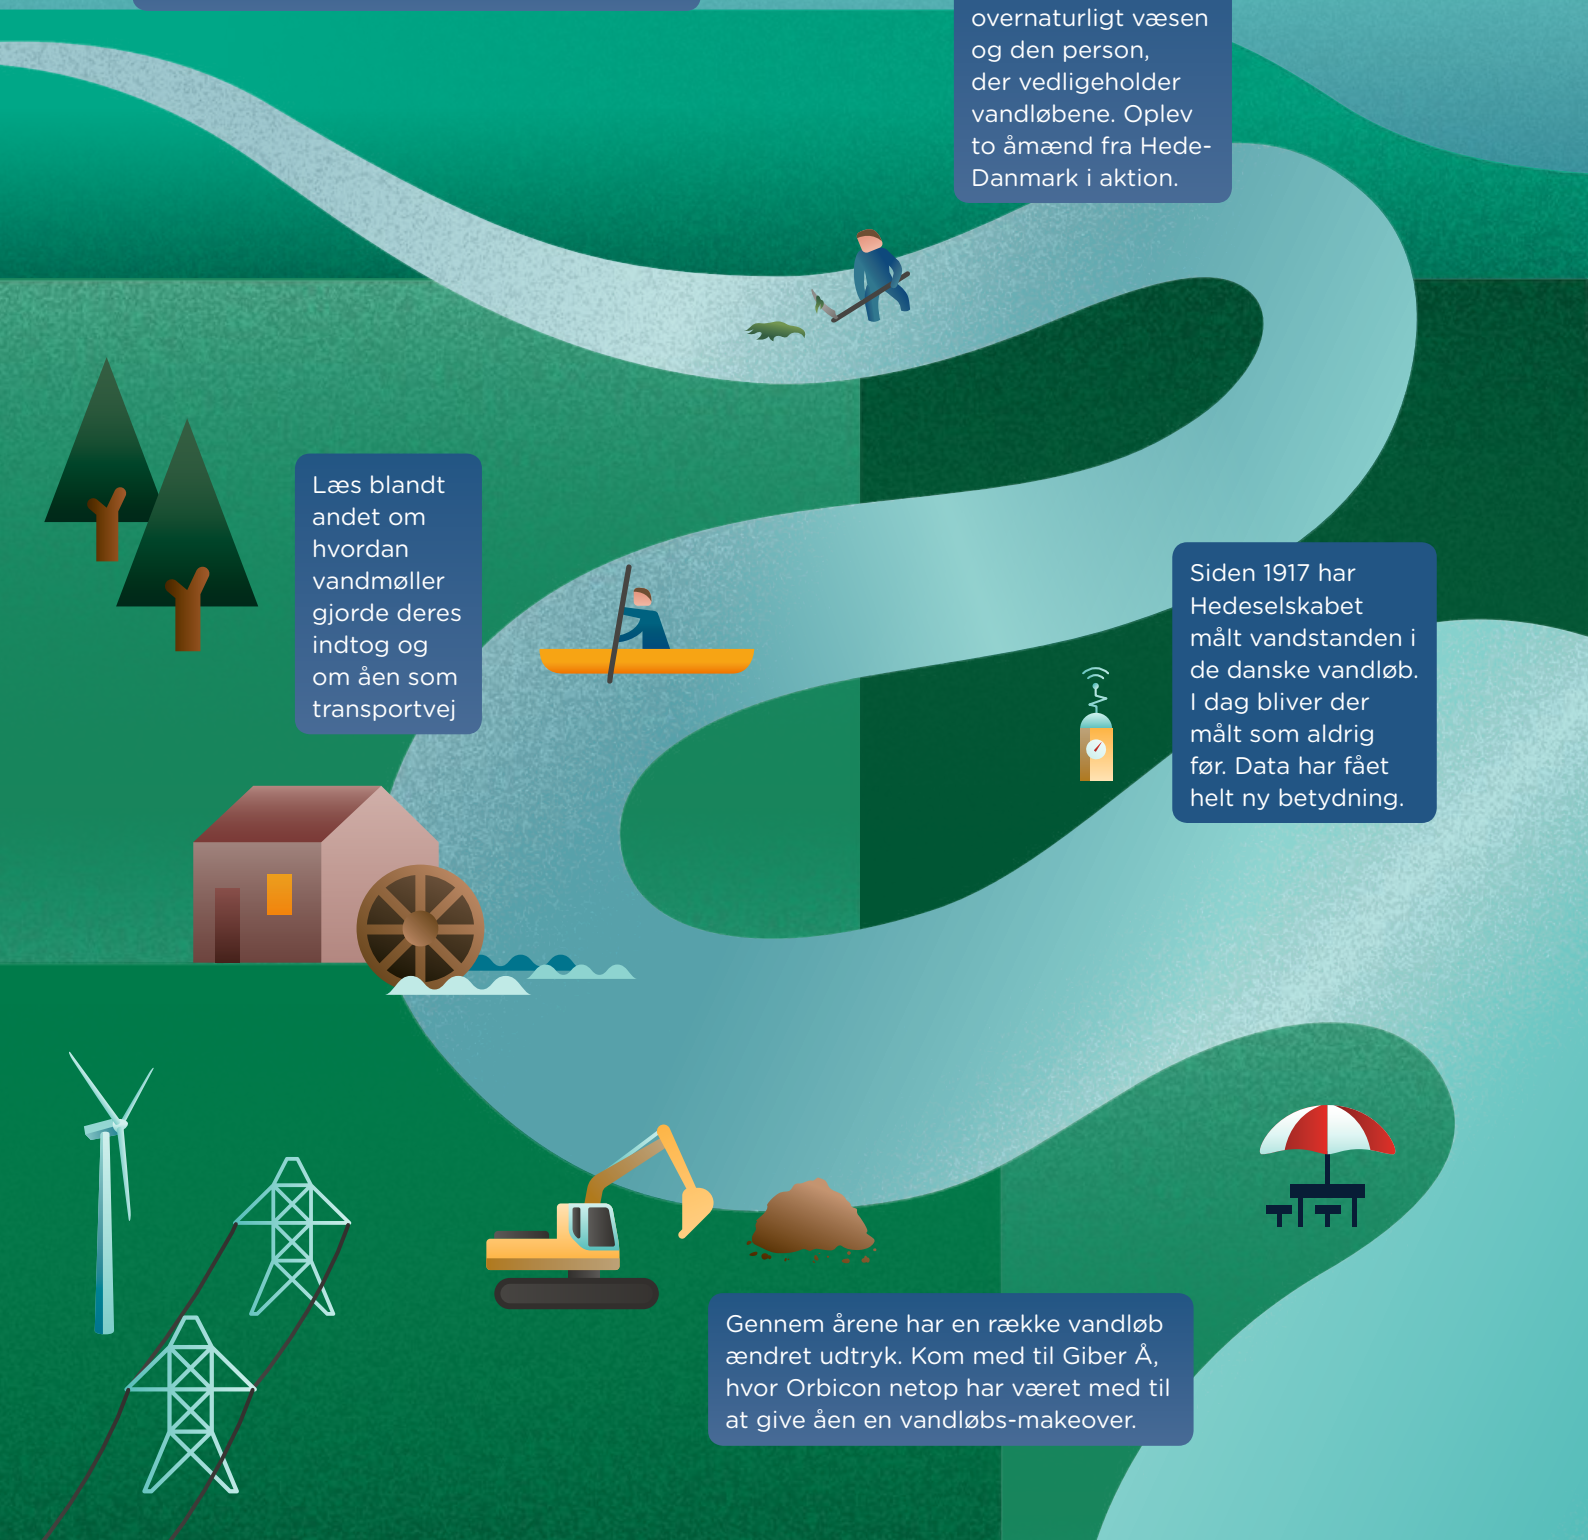 overnaturligt væsen
og den person,
der vedligeholder
vandløbene. Oplev
to åmænd fra Hede-
Danmark i aktion.
Læs blandt
andet om
hvordan
vandmøller
gjorde deres
indtog og
om åen som
transportvej
Siden 1917 har
Hedeselskabet
målt vandstanden i
de danske vandløb.
I dag bliver der
målt som aldrig
før. Data har fået
helt ny betydning.
Gennem årene har en række vandløb
ændret udtryk. Kom med til Giber Å,
hvor Orbicon netop har været med til
at give åen en vandløbs-makeover.